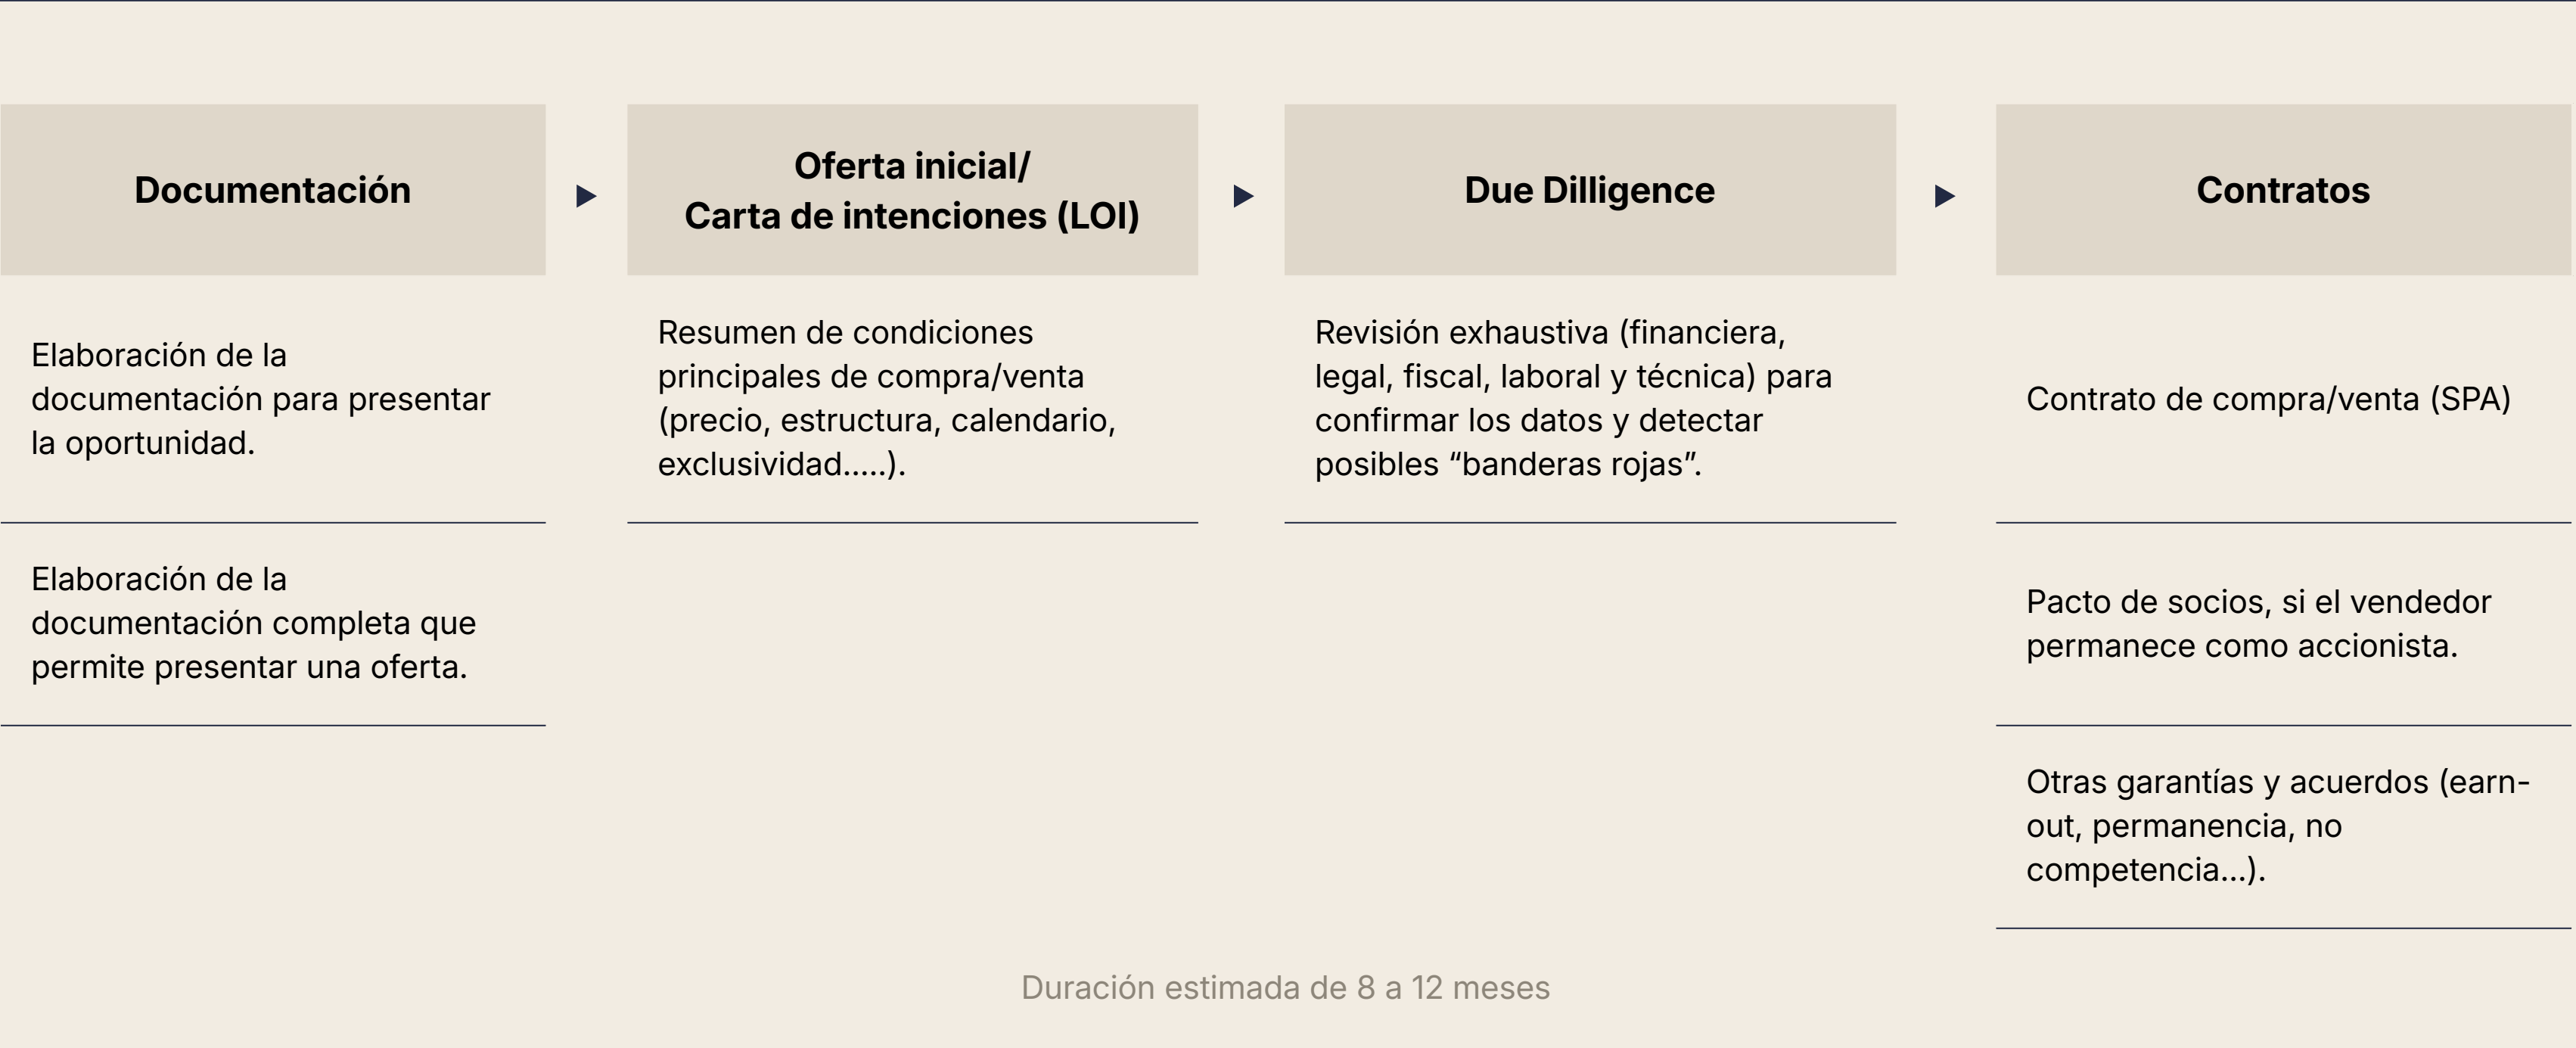 Documentación
Oferta inicial/
Carta de intenciones (LOI)
Due Dilligence
Contratos
Elaboración de la
documentación para presentar
la oportunidad.
Resumen de condiciones
principales de compra/venta
(precio, estructura, calendario,
exclusividad.....).
Revisión exhaustiva (financiera,
legal, fiscal, laboral y técnica) para
confirmar los datos y detectar
posibles “banderas rojas”.
Contrato de compra/venta (SPA)
Elaboración de la
documentación completa que
permite presentar una oferta.
Pacto de socios, si el vendedor
permanece como accionista.
Otras garantías y acuerdos (earn-
out, permanencia, no
competencia...).
Duración estimada de 8 a 12 meses